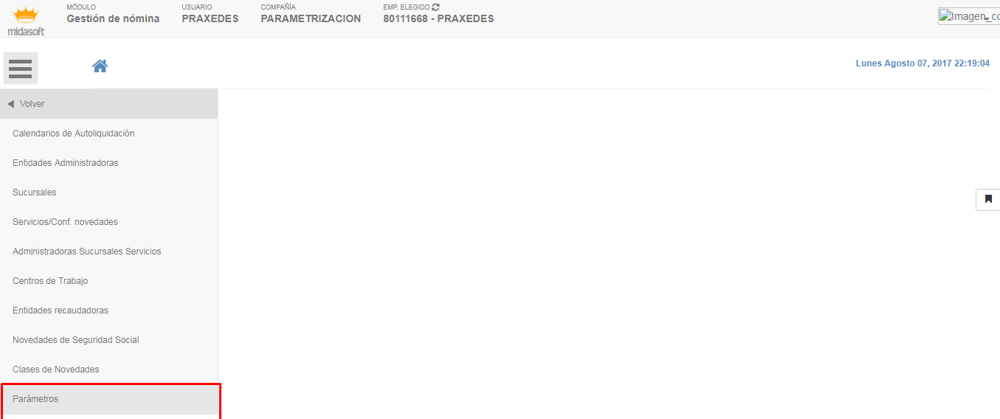 midasoft
MÓDULO
Gestión de nómina
USUARIO
PRAXEDES
COMPAÑÍA
PARAMETRIZACION
EMP. ELEGIDO
80111668 - PRAXEDES
Imagen_co
Lunes Agosto 07, 2017 22:19:04
Volver
Calendarios de Autoliquidación
Entidades Administradoras
Sucursales
Servicios/Conf. novedades
Administradoras Sucursales Servicios
Centros de Trabajo
Entidades recaudadoras
Novedades de Seguridad Social
Clases de Novedades
Parámetros